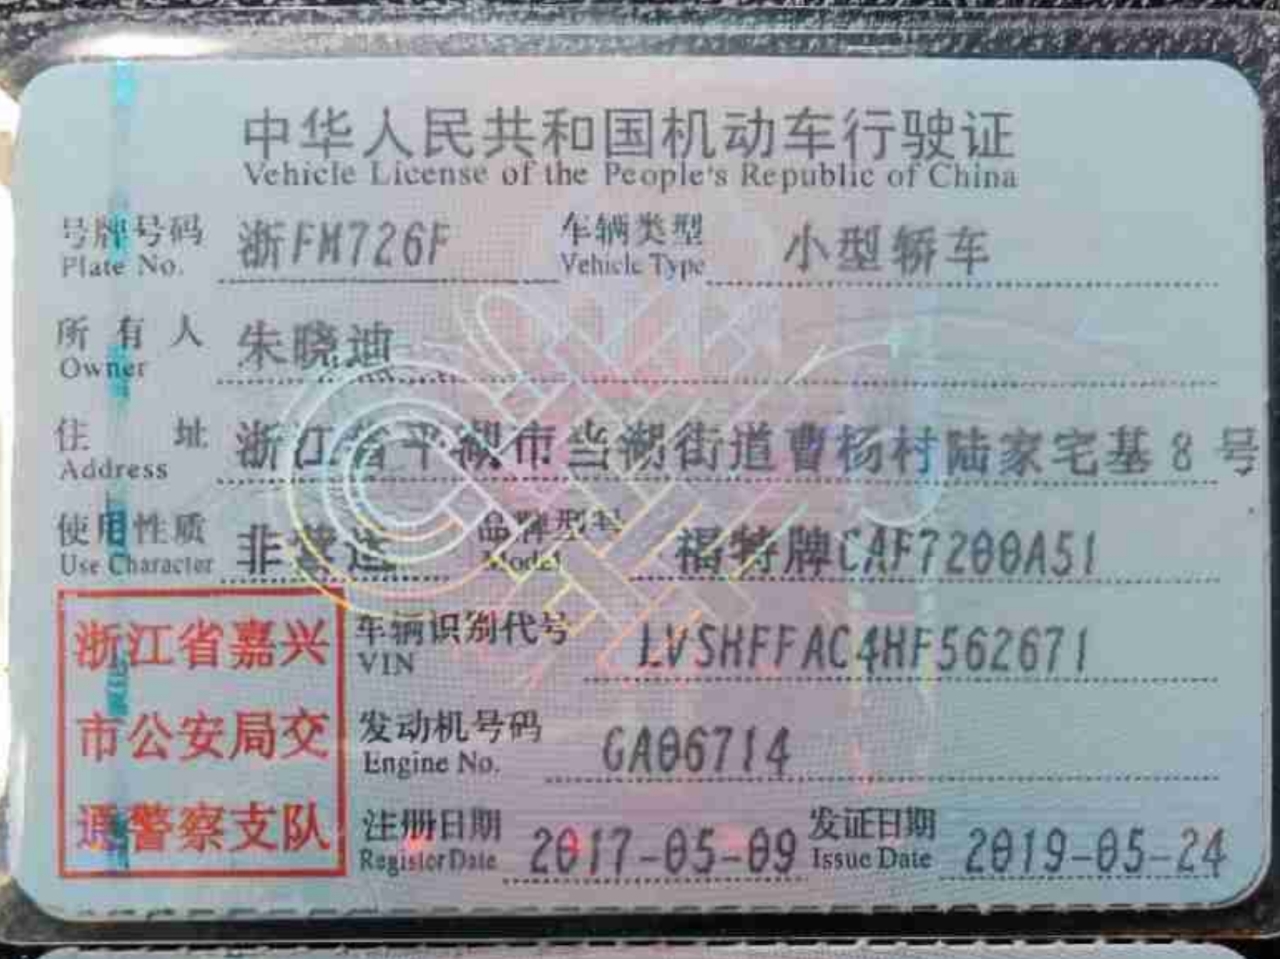 中华人民共和国机动车行驶证
Vehicle License of the People's Republic of China
号牌号码 浙FM726F 车辆类型 小型轿车
Plate No. Vehicle Type
所有人 朱晓迪
Owner
住址 浙江省平湖市当湖街道曹杨村陆家宅基8号
Address
使用性质 非营运 品牌型号 福特牌CAF7200A51
Use Character Model
浙江省嘉兴
市公安局交
通警察支队
车辆识别代号 LVSHFFAC4HF562671
VIN
发动机号码 GA06714
Engine No.
注册日期 2017-05-09 发证日期 2019-05-24
Register Date Issue Date